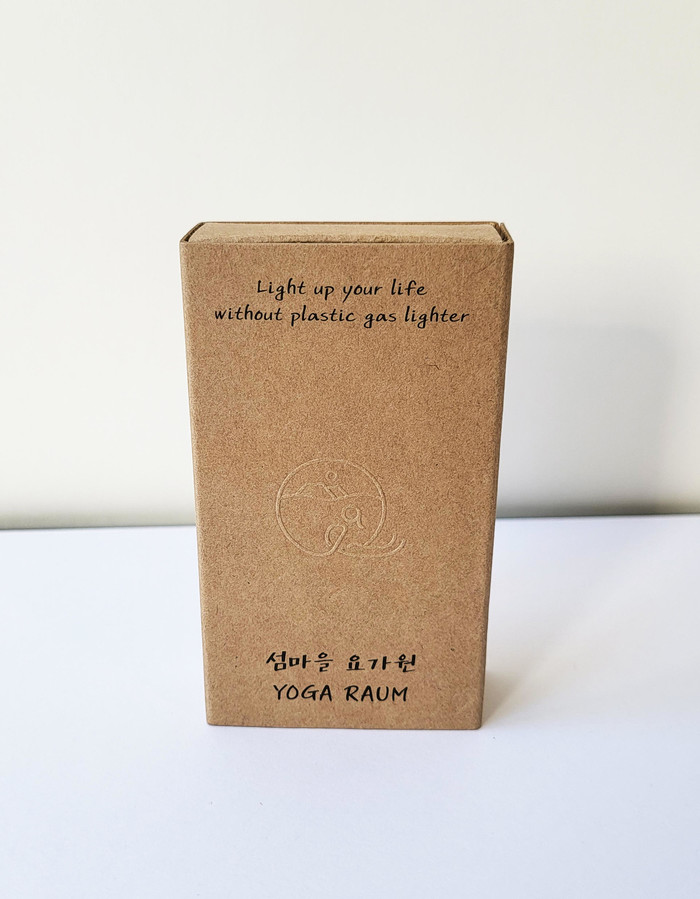 Light up your life
without plastic gas lighter
섬마을 요가원
YOGA RAUM